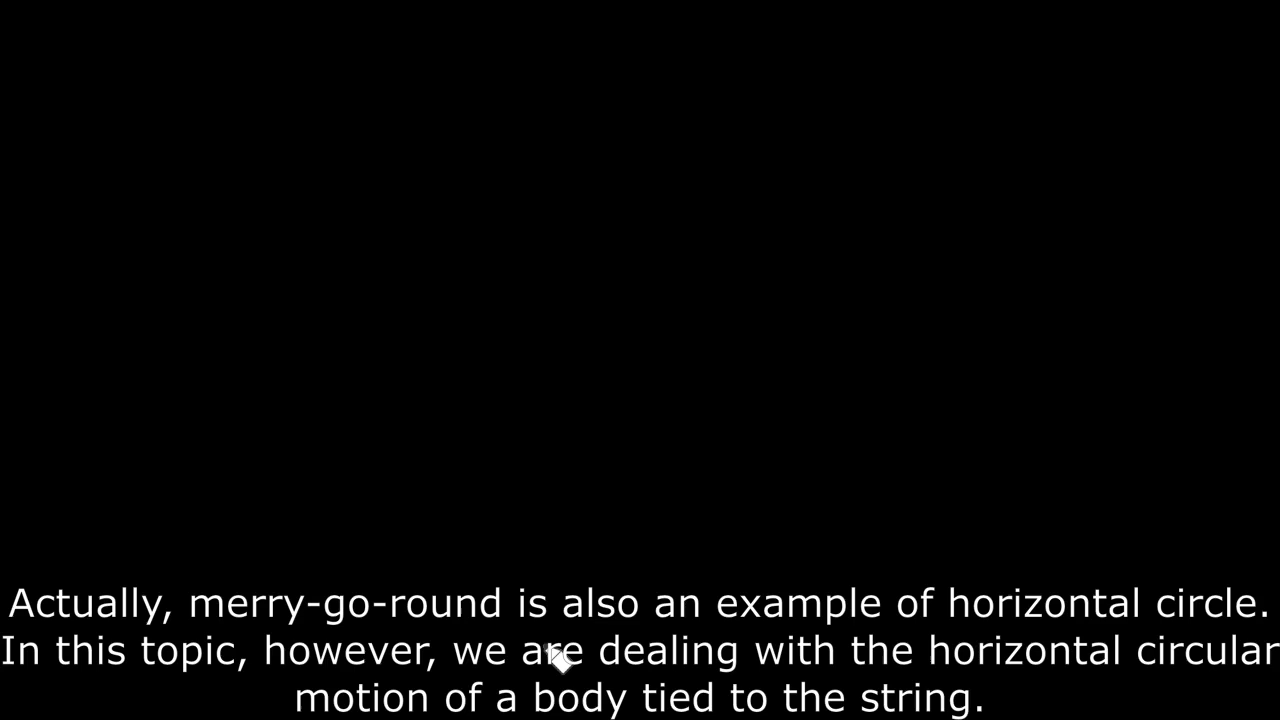 Actually, merry-go-round is also an example of horizontal circle.
In this topic, however, we are dealing with the horizontal circular
motion of a body tied to the string.